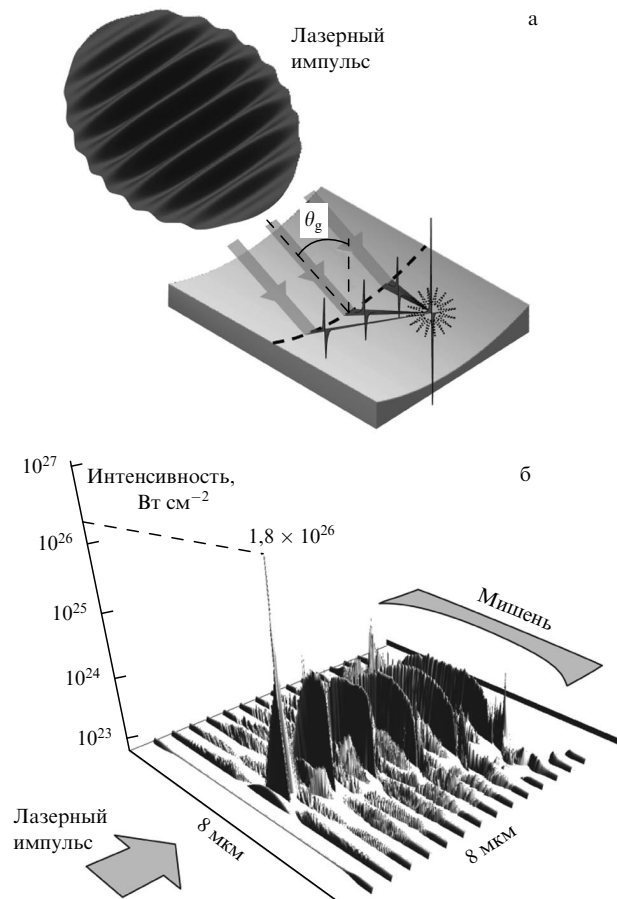 а
Лазерный
импульс
θg
б
10²⁷
Интенсивность,
Вт см⁻²
10²⁶
1,8 × 10²⁶
10²⁵
Мишень
10²⁴
10²³
Лазерный
импульс
8 мкм
8 мкм